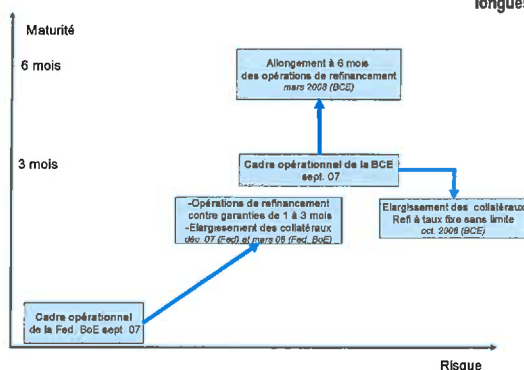 longues
Maturité
6 mois
Allongement à 6 mois
des opérations de refinancement
mars 2008 (BCE)
3 mois
Cadre opérationnel de la BCE
sept. 07
-Opérations de refinancement
contre garanties de 1 à 3 mois
-Elargissement des collatéraux
déc. 07 (Fed) et mars 08 (Fed, BoE)
Elargissement des collatéraux
Refi à taux fixe sans limite
oct. 2008 (BCE)
Cadre opérationnel
de la Fed, BoE sept. 07
Risque